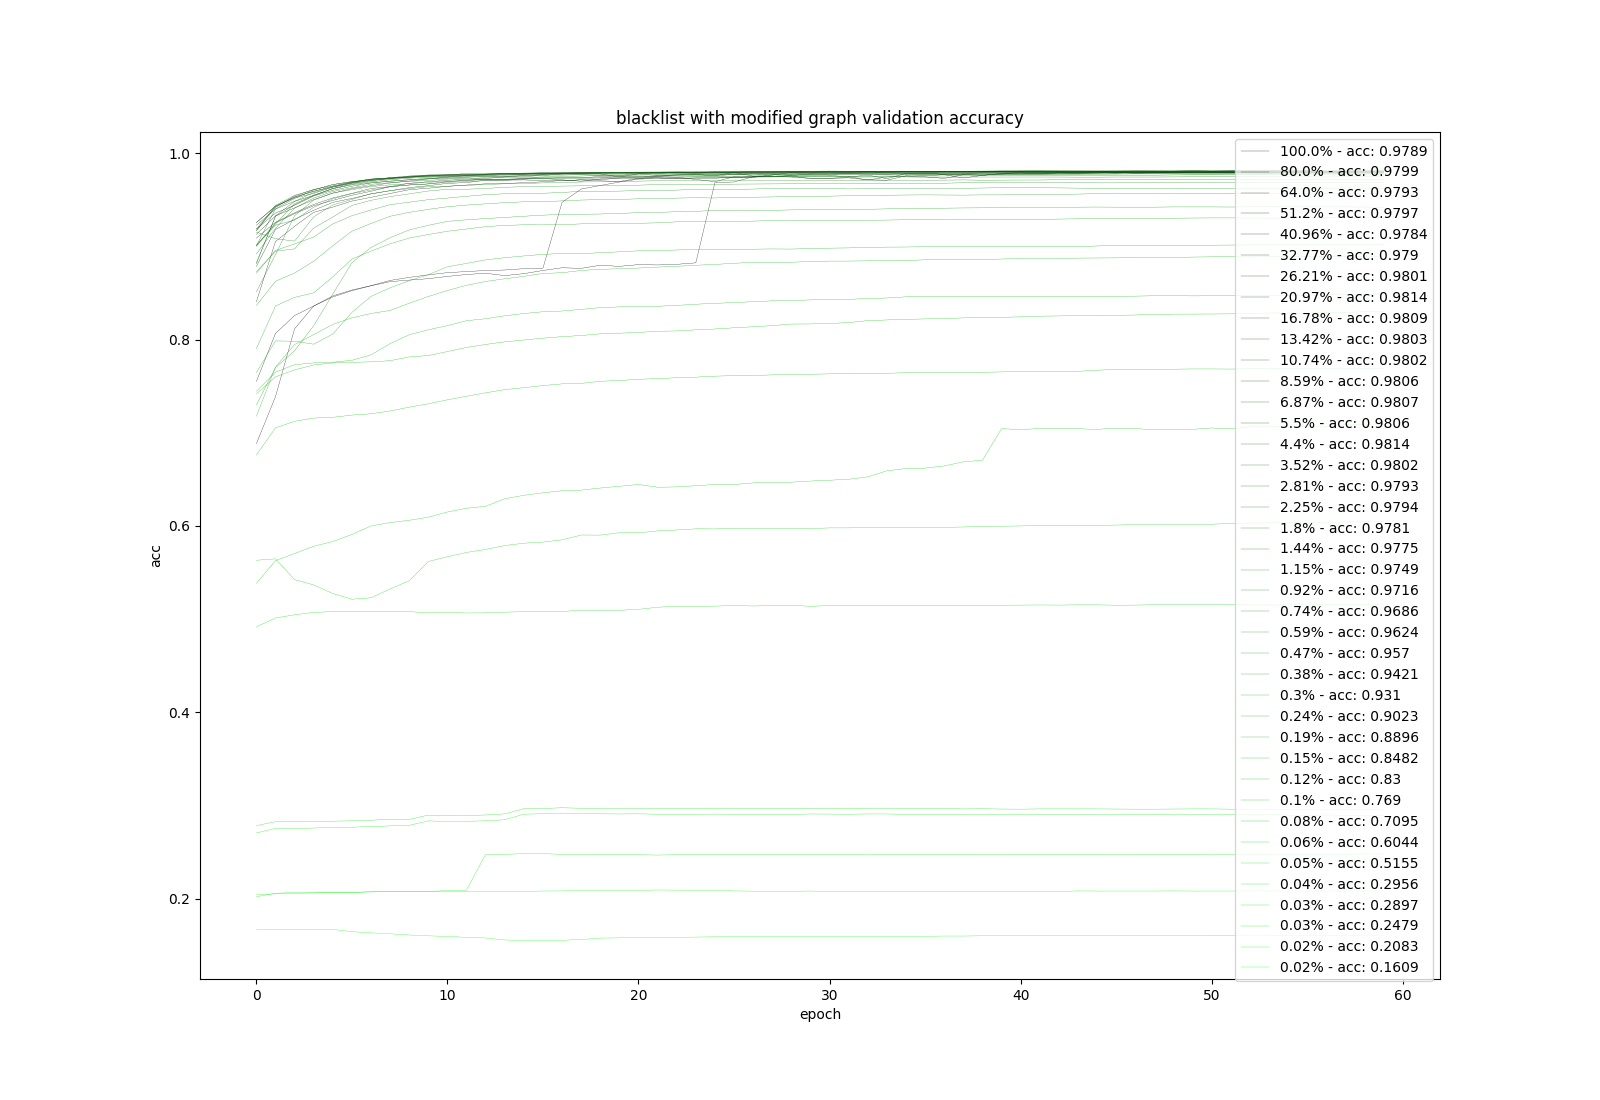 blacklist with modified graph validation accuracy
1.0
0.8
0.6
0.4
0.2
acc
0 10 20 30 40 50 60
epoch
100.0% - acc: 0.9789
80.0% - acc: 0.9799
64.0% - acc: 0.9793
51.2% - acc: 0.9797
40.96% - acc: 0.9784
32.77% - acc: 0.979
26.21% - acc: 0.9801
20.97% - acc: 0.9814
16.78% - acc: 0.9809
13.42% - acc: 0.9803
10.74% - acc: 0.9802
8.59% - acc: 0.9806
6.87% - acc: 0.9807
5.5% - acc: 0.9806
4.4% - acc: 0.9814
3.52% - acc: 0.9802
2.81% - acc: 0.9793
2.25% - acc: 0.9794
1.8% - acc: 0.9781
1.44% - acc: 0.9775
1.15% - acc: 0.9749
0.92% - acc: 0.9716
0.74% - acc: 0.9686
0.59% - acc: 0.9624
0.47% - acc: 0.957
0.38% - acc: 0.9421
0.3% - acc: 0.931
0.24% - acc: 0.9023
0.19% - acc: 0.8896
0.15% - acc: 0.8482
0.12% - acc: 0.83
0.1% - acc: 0.769
0.08% - acc: 0.7095
0.06% - acc: 0.6044
0.05% - acc: 0.5155
0.04% - acc: 0.2956
0.03% - acc: 0.2897
0.03% - acc: 0.2479
0.02% - acc: 0.2083
0.02% - acc: 0.1609